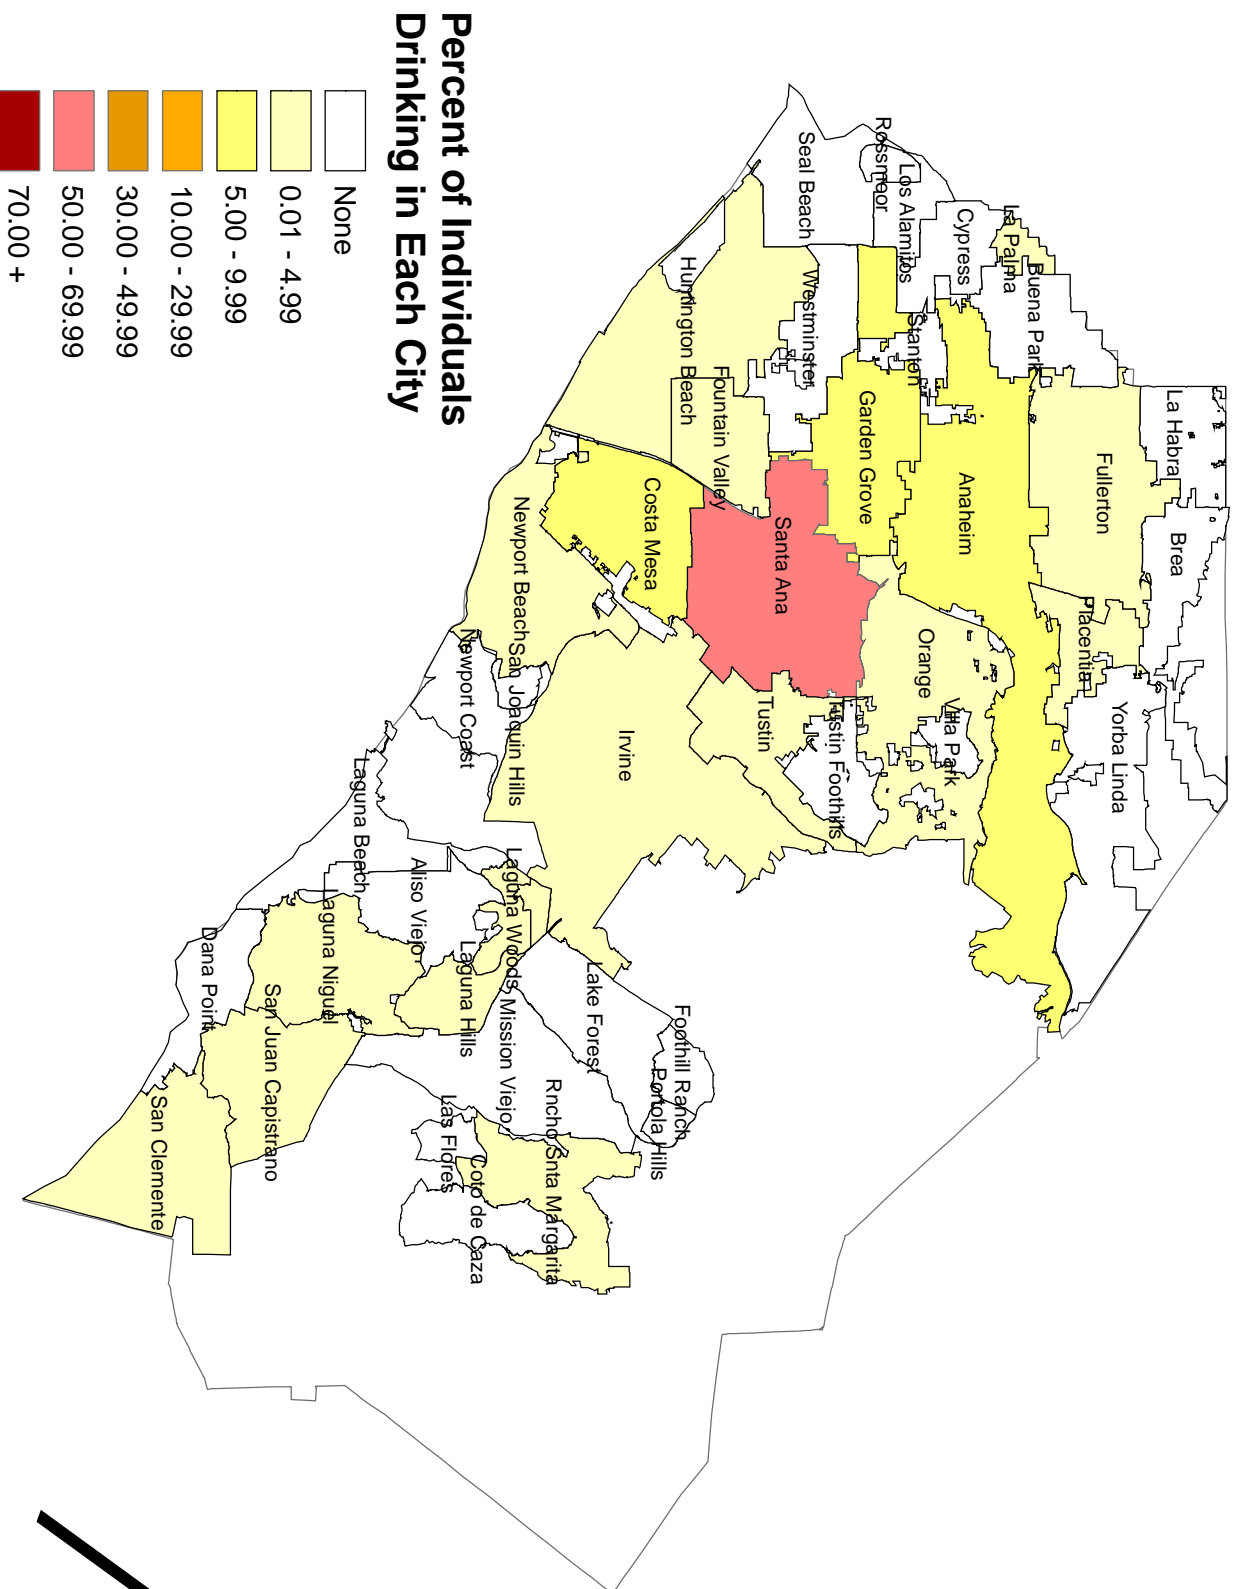 Percent of Individuals
Drinking in Each City
None
0.01 - 4.99
5.00 - 9.99
10.00 - 29.999
30.00 - 49.999
50.00 - 69.999
70.00 +
La Habra
Brea
Fullerton
Placentia
Yorba Linda
Buena Park
La Palma
Cypress
Anaheim
Los Alamitos
Rossmoor
Stanton
Orange
Villa Park
Garden Grove
Seal Beach
Westminster
Santa Ana
Tustin
Tustin Foothills
Huntington Beach
Fountain Valley
Costa Mesa
Irvine
Newport Beach
San Joaquin Hills
Newport Coast
Foothill Ranch
Portola Hills
Lake Forest
Rncho Snta Margarita
Laguna Woods
Mission Viejo
Laguna Hills
Coto de Caza
Las Flores
Aliso Viejo
Laguna Beach
Laguna Niguel
San Juan Capistrano
Dana Point
San Clemente